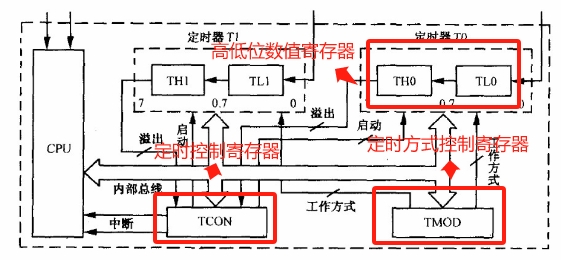 定时器 T1
高低位数值寄存器
定时器 T0
TH1
TL1
TH0
TL0
7
0.7
0
7
0.7
0
CPU
溢出
启动
溢出
启动
工作方式
定时控制寄存器
定时方式控制寄存器
内部总线
中断
TCON
工作方式
TMOD